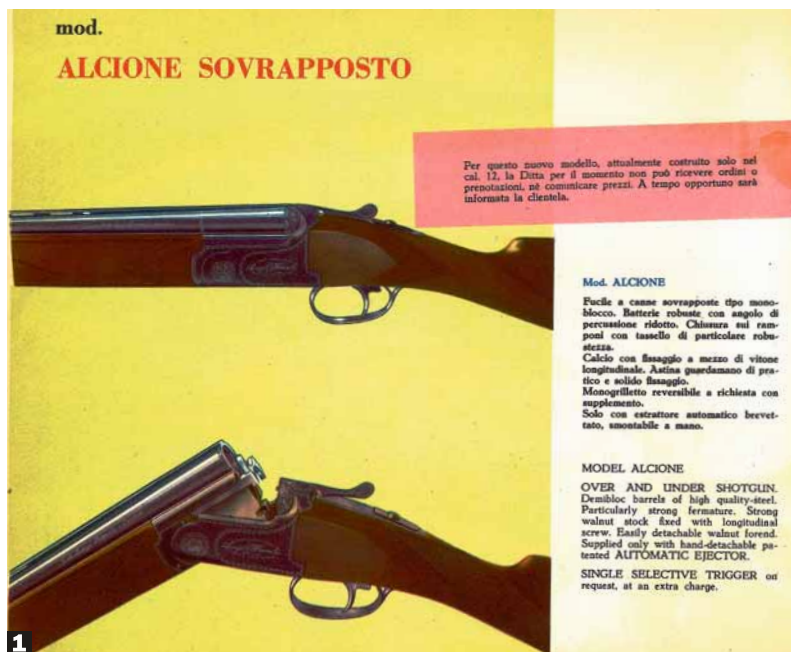 mod.
ALCIONE SOVRAPPOSTO
Per questo nuovo modello, attualmente costruito solo nel
cal. 12, la Ditta per il momento non può ricevere ordini o
prenotazioni, nè comunicare prezzi. A tempo opportuno sarà
informata la clientela.
Mod. ALCIONE
Fucile a canne sovrapposte tipo mono-
blocco. Batterie robuste con angolo di
percussione ridotto. Chiusura sui ram-
poni con tassello di particolare robu-
stezza.
Calcio con fissaggio a mezzo di vitone
longitudinale. Astina guardamano di pra-
tico e solido fissaggio.
Monogrilletto reversibile a richiesta con
supplemento.
Solo con estrattore automatico brevet-
tato, smontabile a mano.
MODEL ALCIONE
OVER AND UNDER SHOTGUN.
Demibloc barrels of high quality-steel.
Particularly strong fermature. Strong
walnut stock fixed with longitudinal
screw. Easily detachable walnut forend.
Supplied only with hand-detachable pa-
tented AUTOMATIC EJECTOR.
SINGLE SELECTIVE TRIGGER on
request, at an extra charge.
1